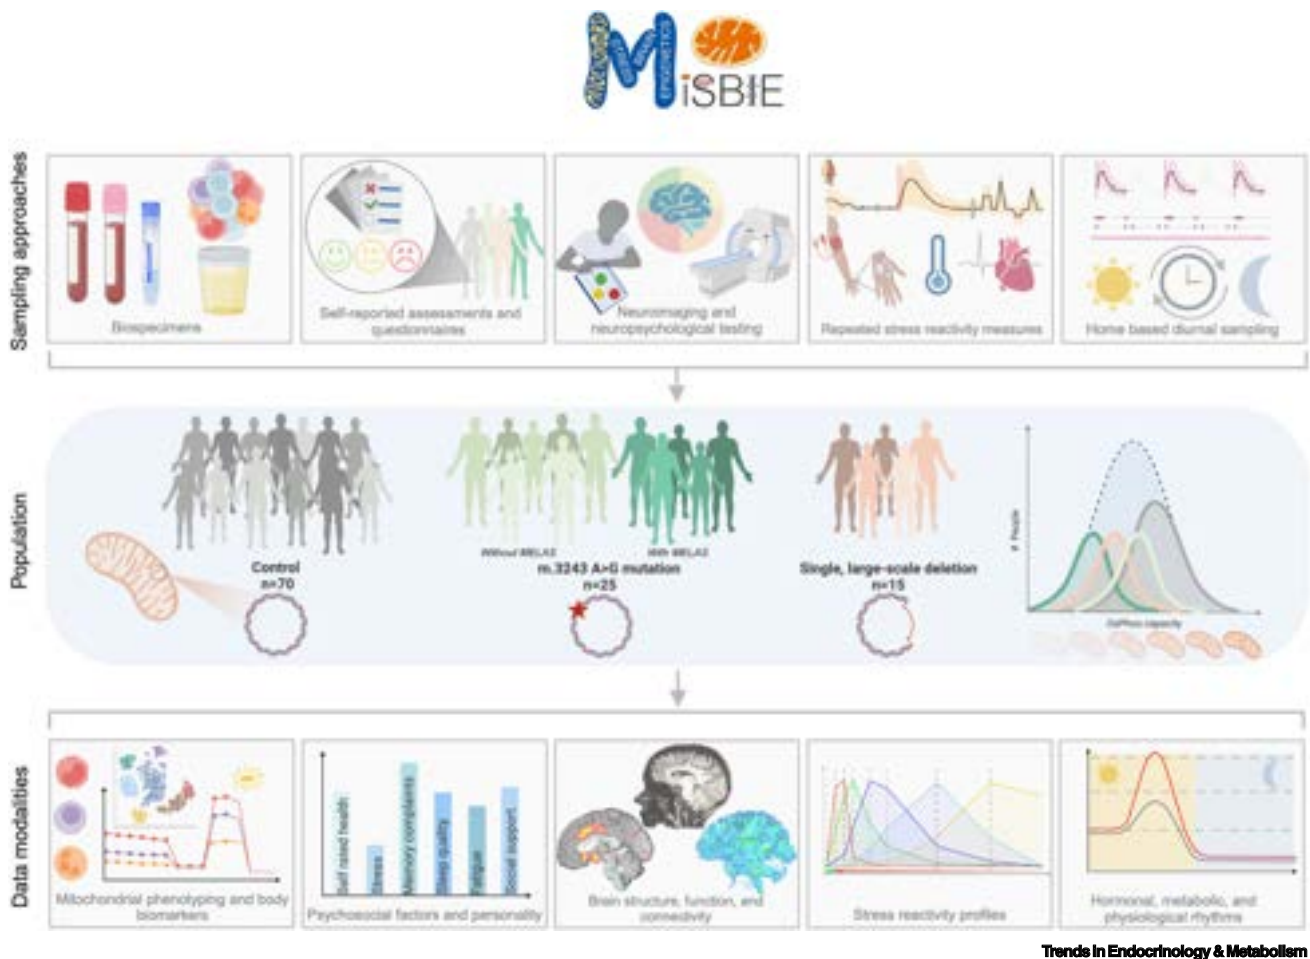 MiSBIE
Sampling approaches
Biospecimens
Self-reported assessments and
questionnaires
Neuroimaging and
neuropsychological testing
Repeated stress reactivity measures
Home based diurnal sampling
Population
Control
n=70
Without MELAS
With MELAS
m.3243 A>G mutation
n=25
Single, large-scale deletion
n=15
# People
OxPhos capacity
Data modalities
Mitochondrial phenotyping and body
biomarkers
Self rated health
Stress
Memory complaints
Sleep quality
Fatigue
Social support
Psychosocial factors and personality
Brain structure, function, and
connectivity
Stress reactivity profiles
Hormonal, metabolic, and
physiological rhythms
Trends in Endocrinology & Metabolism